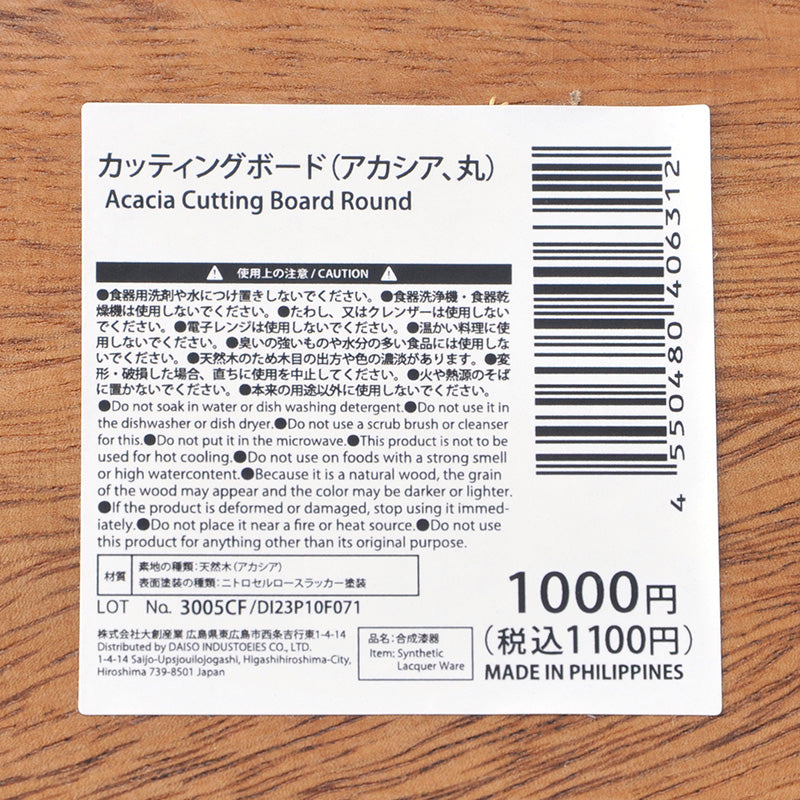 カッティングボード（アカシア、丸）
Acacia Cutting Board Round
使用上の注意 / CAUTION
●食器用洗剤や水につけ置きしないでください。●食器洗浄機・食器乾
燥機は使用しないでください。●たわし、又はクレンザーは使用しない
でください。●電子レンジは使用しないでください。●温かい料理に使
用しないでください。●臭いの強いものや水分の多い食品には使用しな
いでください。●天然木のため木目の出方や色の濃淡があります。●変
形・破損した場合、直ちに使用を中止してください。●火や熱源のそば
に置かないでください。●本来の用途以外に使用しないでください。
●Do not soak in water or dish washing detergent.●Do not use it in
the dishwasher or dish dryer.●Do not use a scrub brush or cleanser
for this.●Do not put it in the microwave.●This product is not to be
used for hot cooling.●Do not use on foods with a strong smell
or high watercontent.●Because it is a natural wood, the grain
of the wood may appear and the color may be darker or lighter.
●If the product is deformed or damaged, stop using it immed-
iately.●Do not place it near a fire or heat source.●Do not use
this product for anything other than its original purpose.
材質
素地の種類：天然木（アカシア）
表面塗装の種類：ニトロセルロースラッカー塗装
LOT No. 3005CF/DI23P10F071
株式会社大創産業 広島県東広島市西条吉行東1-4-14
Distributed by DAISO INDUSTOEIES CO., LTD.
1-4-14 Saijo-Upsjouilojogashi, Higashihiroshima-City,
Hiroshima 739-8501 Japan
品名：合成漆器
Item: Synthetic
Lacquer Ware
1000円
（税込1100円）
MADE IN PHILIPPINES
4 550480 406312